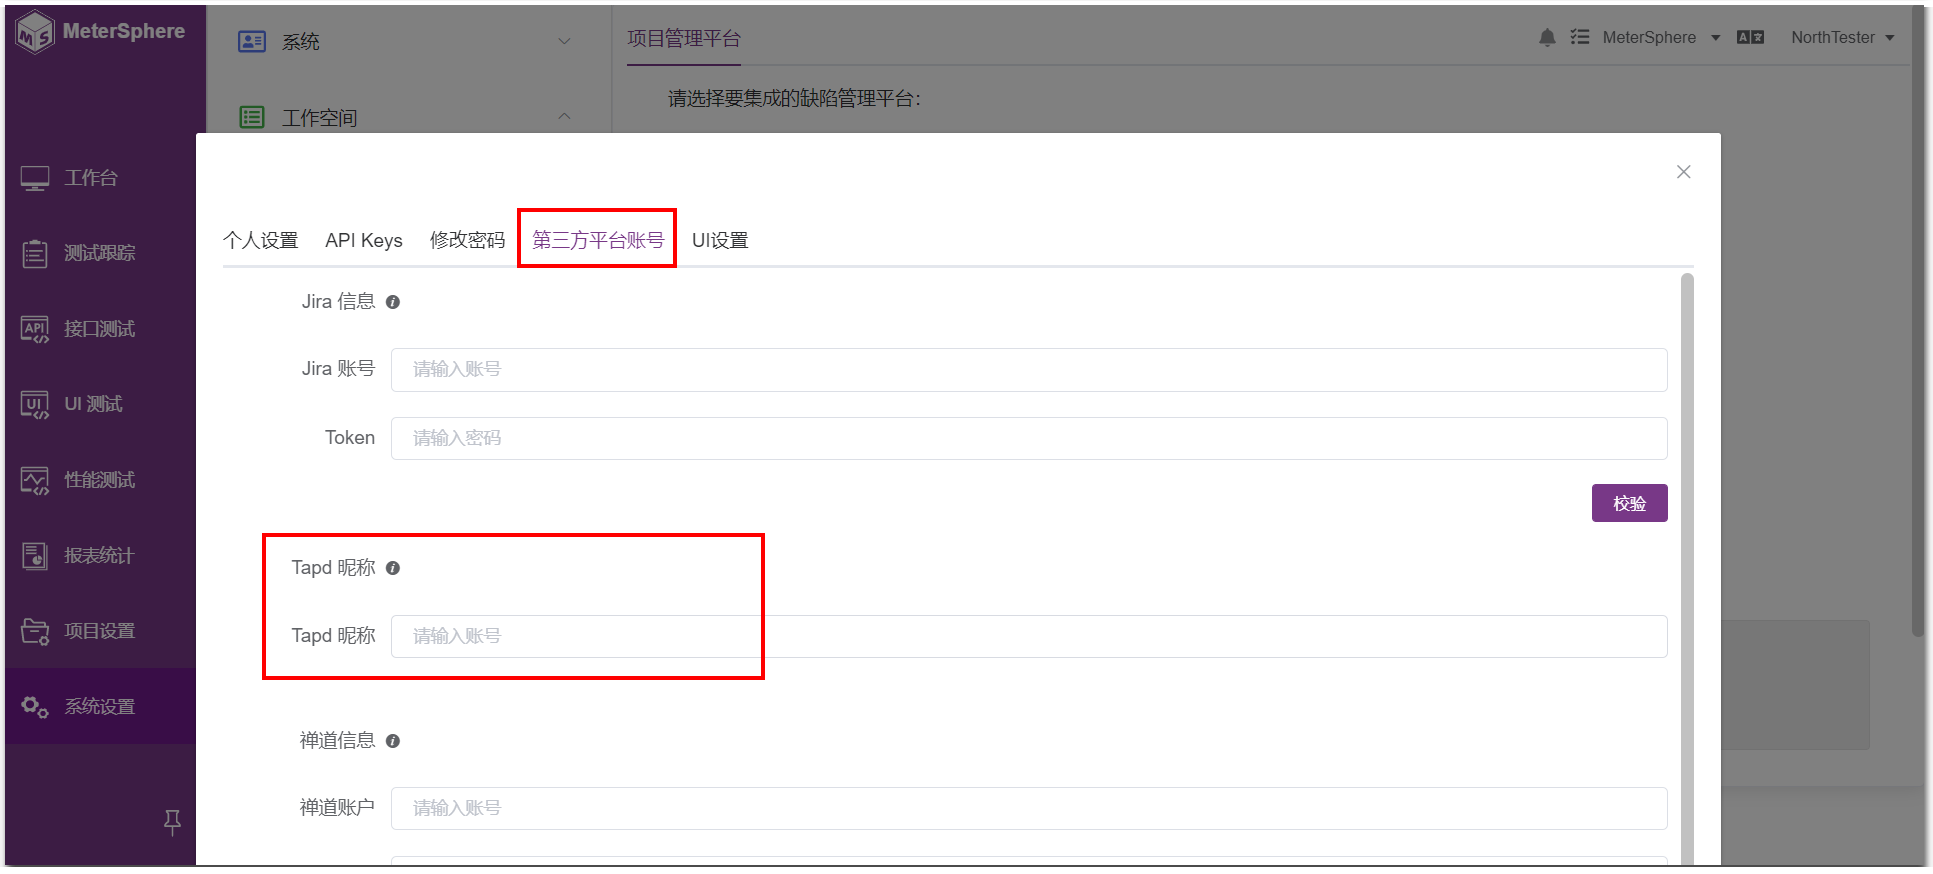 MeterSphere
系统
项目管理平台
MeterSphere
NorthTester
工作空间
请选择要集成的缺陷管理平台：
工作台
测试跟踪
接口测试
UI 测试
性能测试
报表统计
项目设置
系统设置
个人设置
API Keys
修改密码
第三方平台账号
UI设置
Jira 信息
Jira 账号
请输入账号
Token
请输入密码
校验
Tapd 昵称
Tapd 昵称
请输入账号
禅道信息
禅道账户
请输入账号